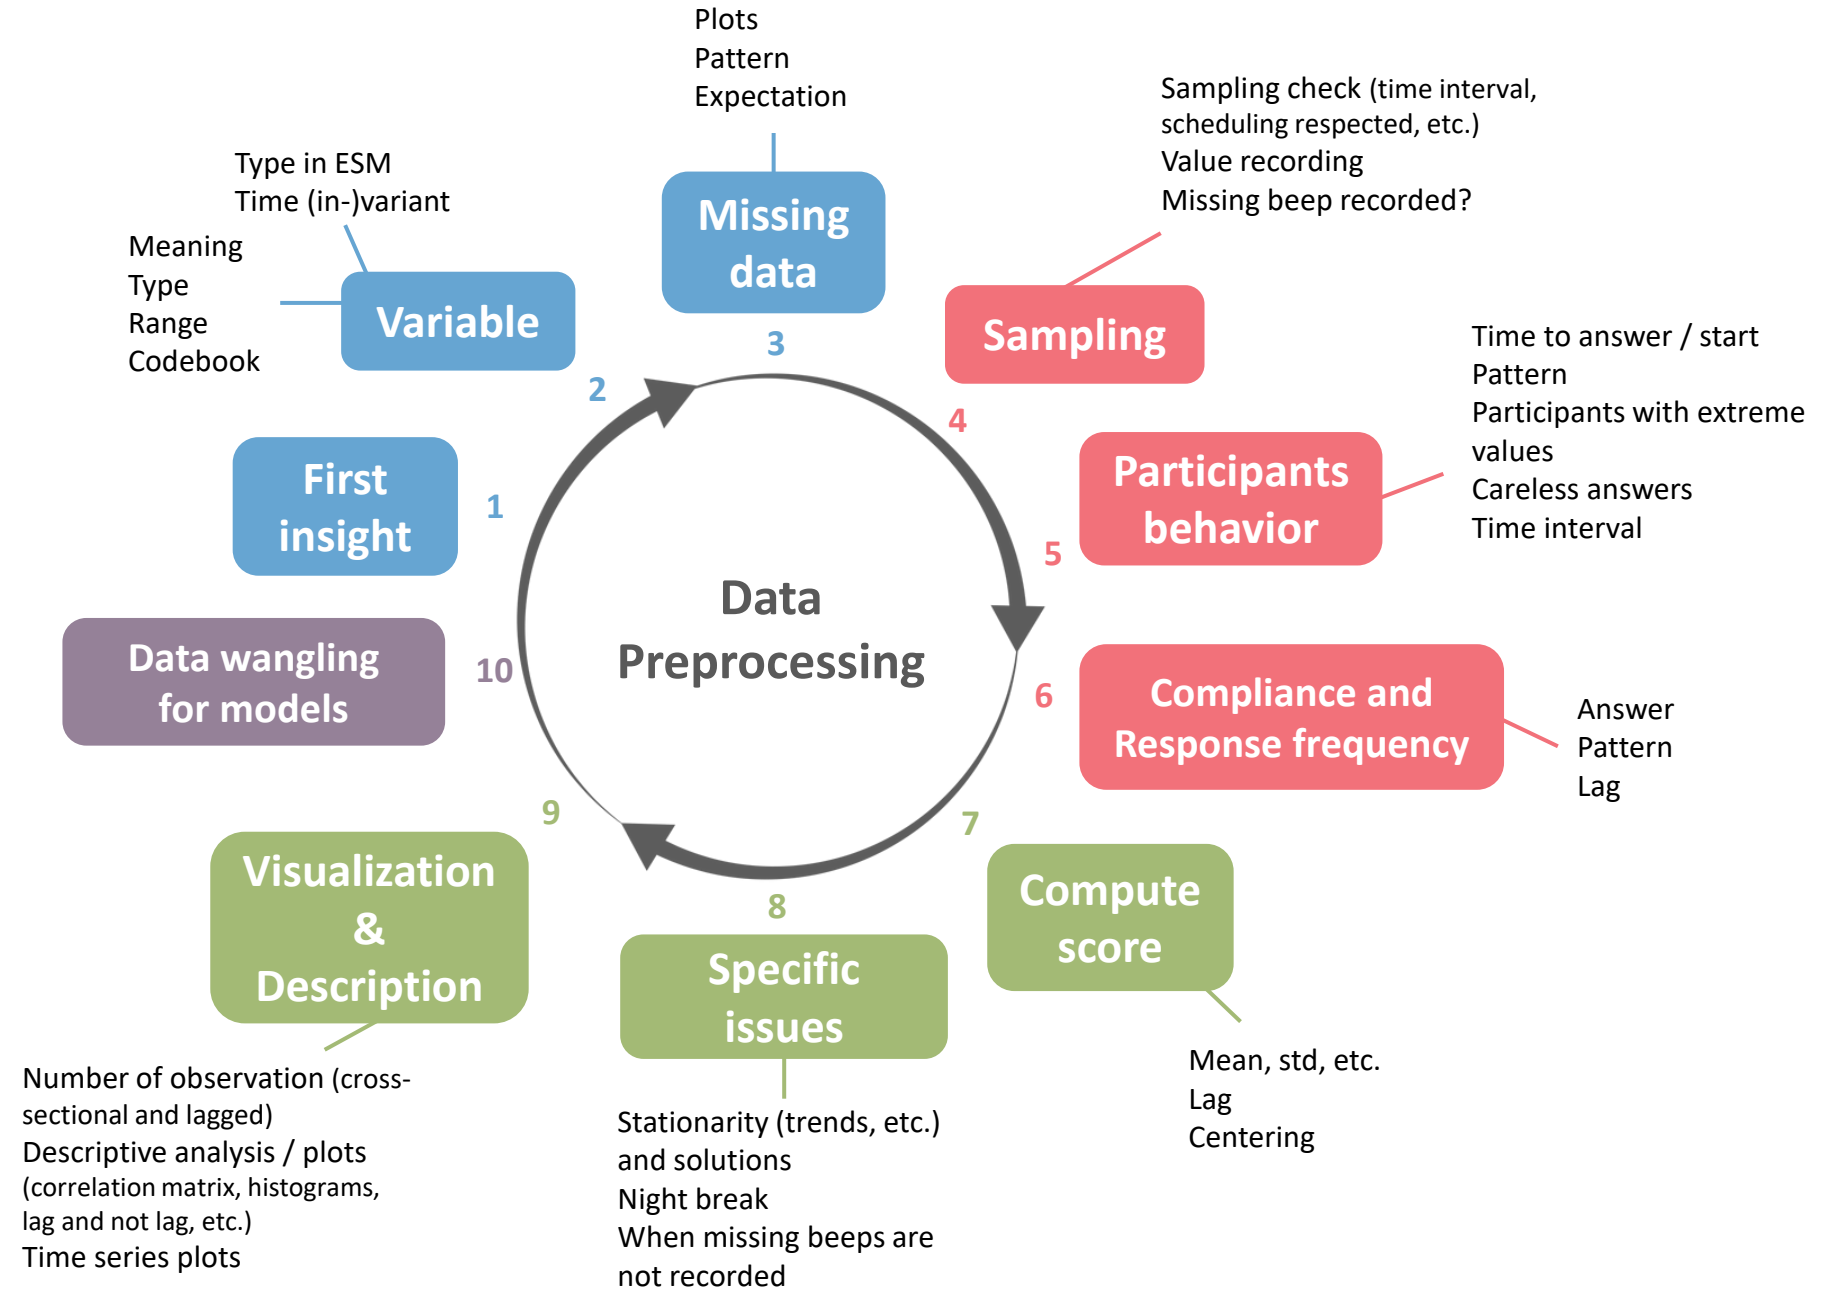 Plots
Pattern
Expectation
Missing
data
3
Type in ESM
Time (in-)variant
Meaning
Type
Range
Codebook
Variable
2
First
insight
1
Sampling check (time interval,
scheduling respected, etc.)
Value recording
Missing beep recorded?
Sampling
4
Time to answer / start
Pattern
Participants with extreme
values
Careless answers
Time interval
Participants
behavior
5
Data
Preprocessing
Compliance and
Response frequency
6
Answer
Pattern
Lag
Compute
score
7
Mean, std, etc.
Lag
Centering
8
Specific
issues
Stationarity (trends, etc.)
and solutions
Night break
When missing beeps are
not recorded
9
Visualization
&
Description
Number of observation (cross-
sectional and lagged)
Descriptive analysis / plots
(correlation matrix, histograms,
lag and not lag, etc.)
Time series plots
Data wangling
for models
10